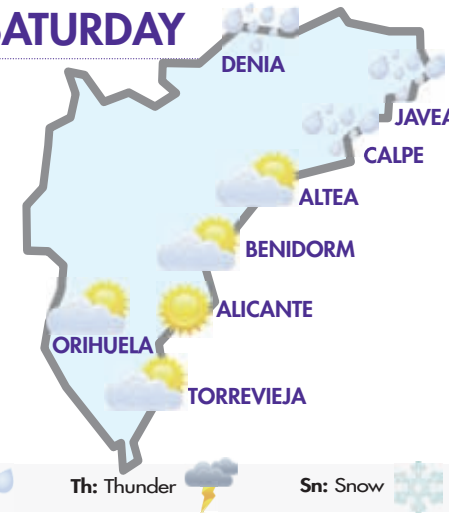 SATURDAY
DENIA
JAVEA
CALPE
ALTEA
BENIDORM
ALICANTE
ORIHUELA
TORREVIEJA
Th: Thunder
Sn: Snow